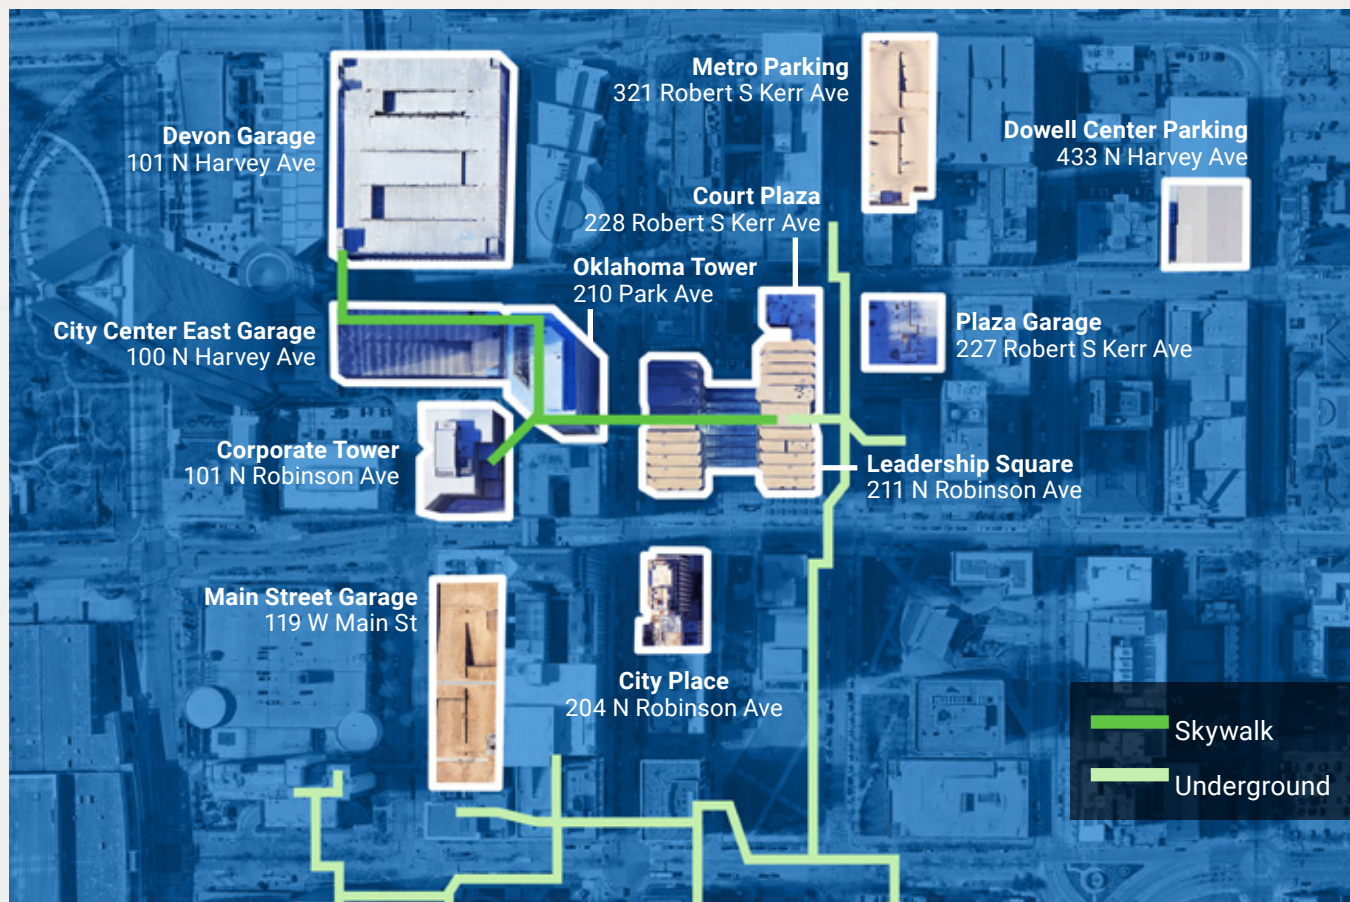 Metro Parking
321 Robert S Kerr Ave
Devon Garage
101 N Harvey Ave
Dowell Center Parking
433 N Harvey Ave
Court Plaza
228 Robert S Kerr Ave
Oklahoma Tower
210 Park Ave
City Center East Garage
100 N Harvey Ave
Plaza Garage
227 Robert S Kerr Ave
Corporate Tower
101 N Robinson Ave
Leadership Square
211 N Robinson Ave
Main Street Garage
119 W Main St
City Place
204 N Robinson Ave
Skywalk
Underground